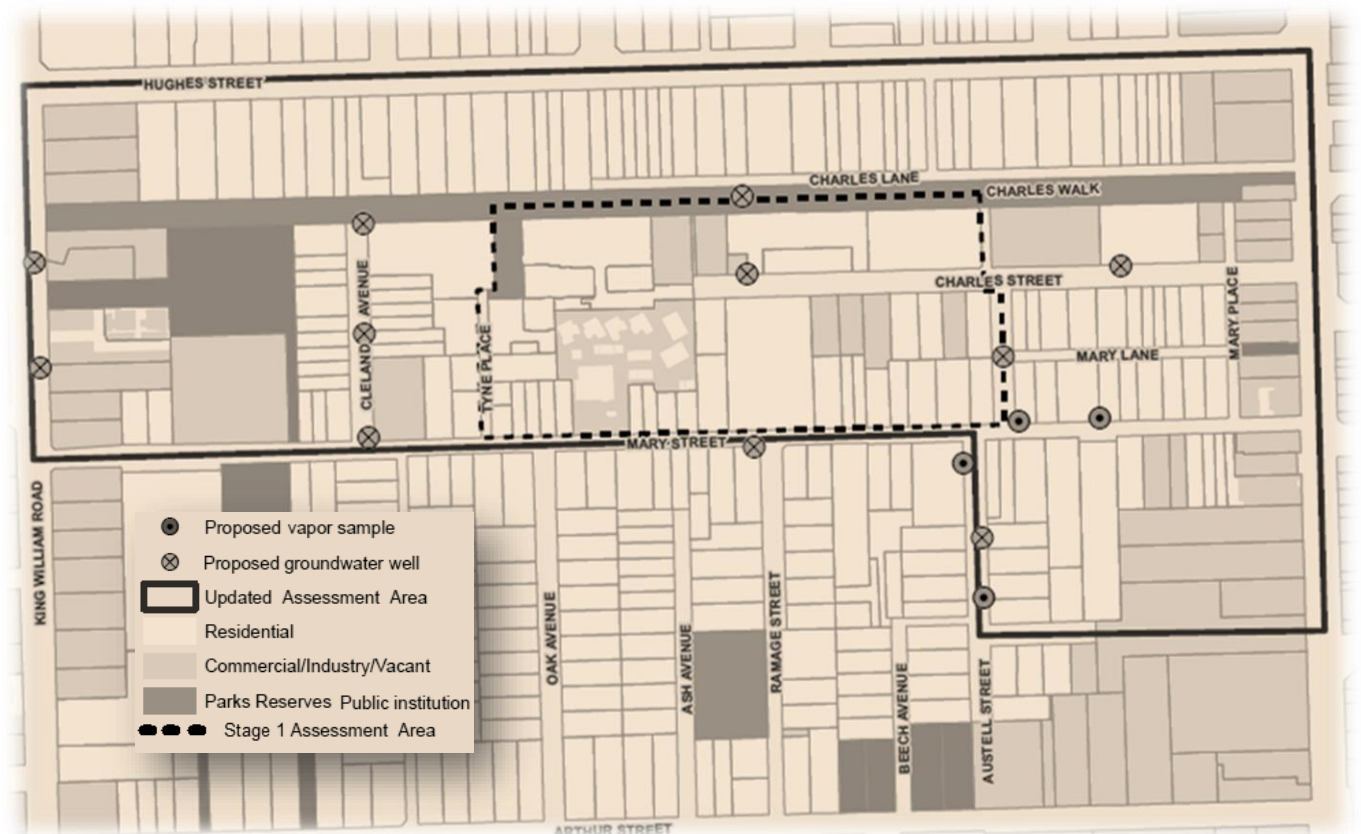 HUGHES STREET
CHARLES LANE
CHARLES WALK
CHARLES STREET
CLELAND AVENUE
TYNE PLACE
MARY PLACE
MARY LANE
MARY STREET
KING WILLIAM ROAD
OAK AVENUE
ASH AVENUE
RAMAGE STREET
BEECH AVENUE
AUSTELL STREET
Proposed vapor sample
Proposed groundwater well
Updated Assessment Area
Residential
Commercial/Industry/Vacant
Parks Reserves Public institution
Stage 1 Assessment Area
ARTHUR STREET